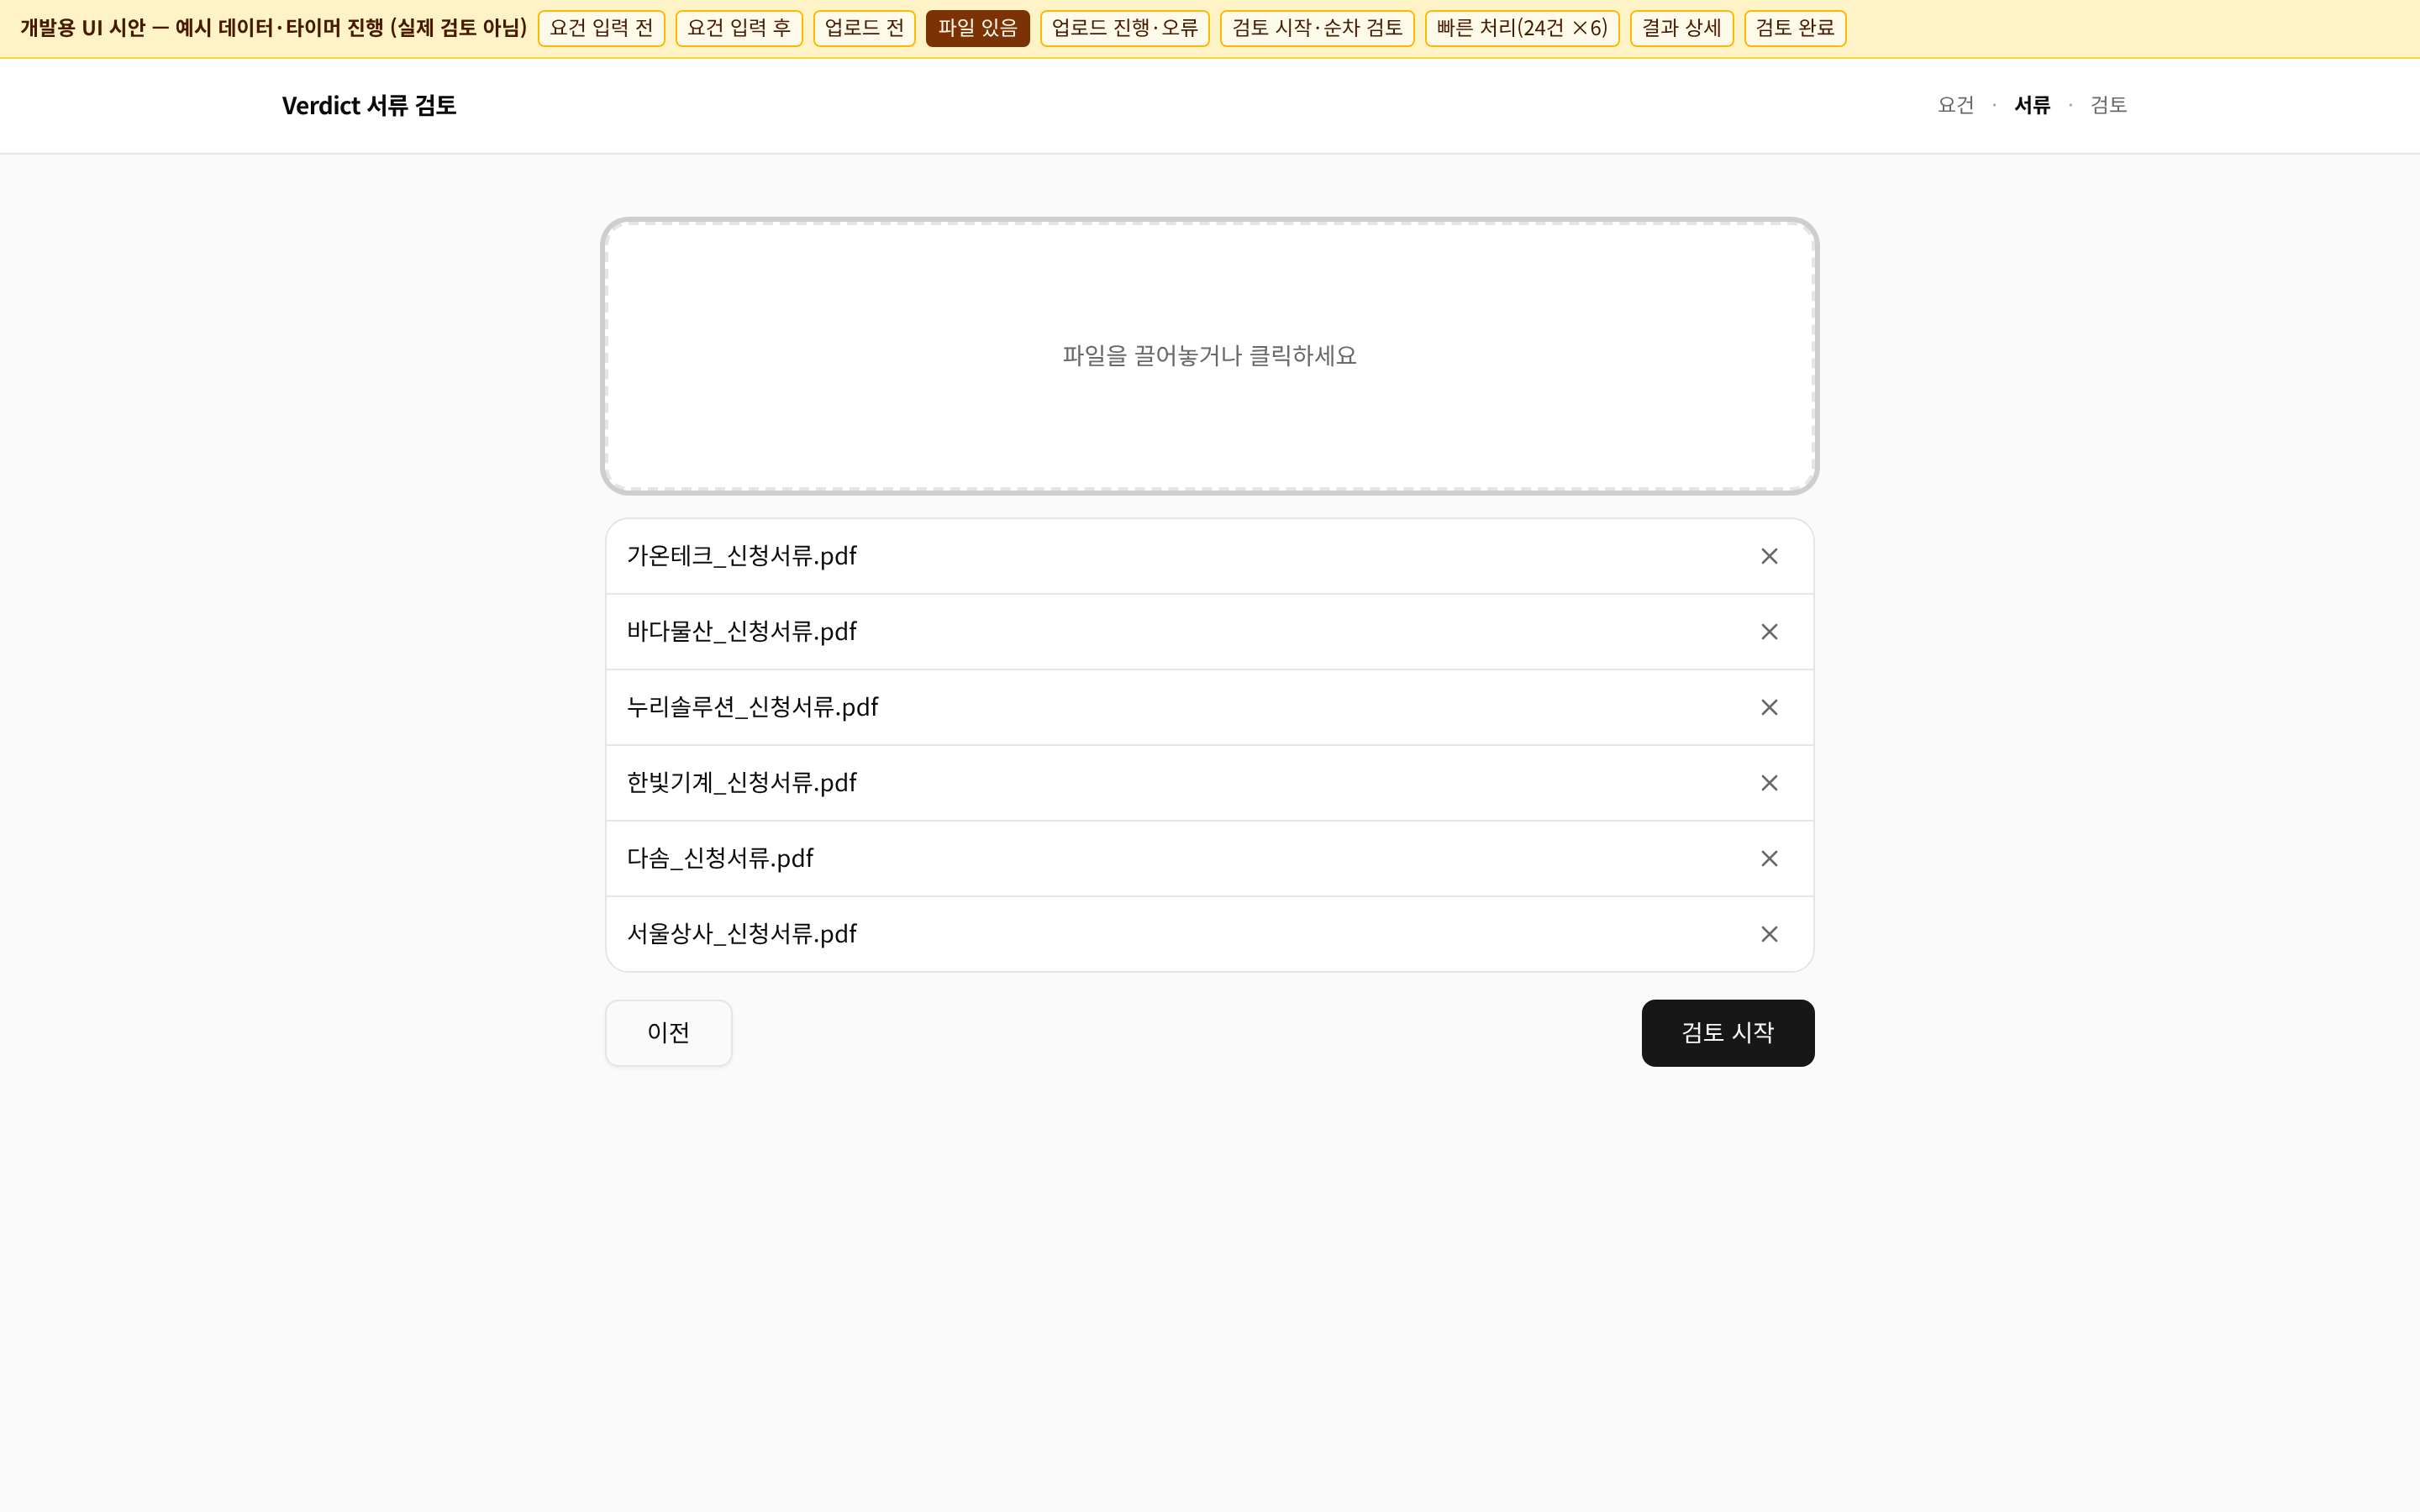 개발용 UI 시안 — 예시 데이터·타이머 진행 (실제 검토 아님) 요건 입력 전 요건 입력 후 업로드 전 파일 있음 업로드 진행·오류 검토 시작·순차 검토 빠른 처리(24건 ×6) 결과 상세 검토 완료
Verdict 서류 검토 요건 · 서류 · 검토
파일을 끌어놓거나 클릭하세요
가온테크_신청서류.pdf
바다물산_신청서류.pdf
누리솔루션_신청서류.pdf
한빛기계_신청서류.pdf
다솜_신청서류.pdf
서울상사_신청서류.pdf
이전 검토 시작